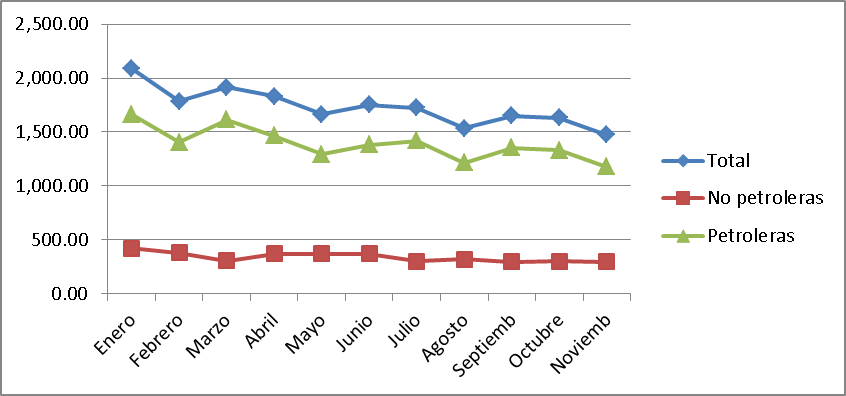 2,500.00
2,000.00
1,500.00
1,000.00
500.00
0.00
Enero
Febrero
Marzo
Abril
Mayo
Junio
Julio
Agosto
Septiemb
Octubre
Noviemb
Total
No petroleras
Petroleras